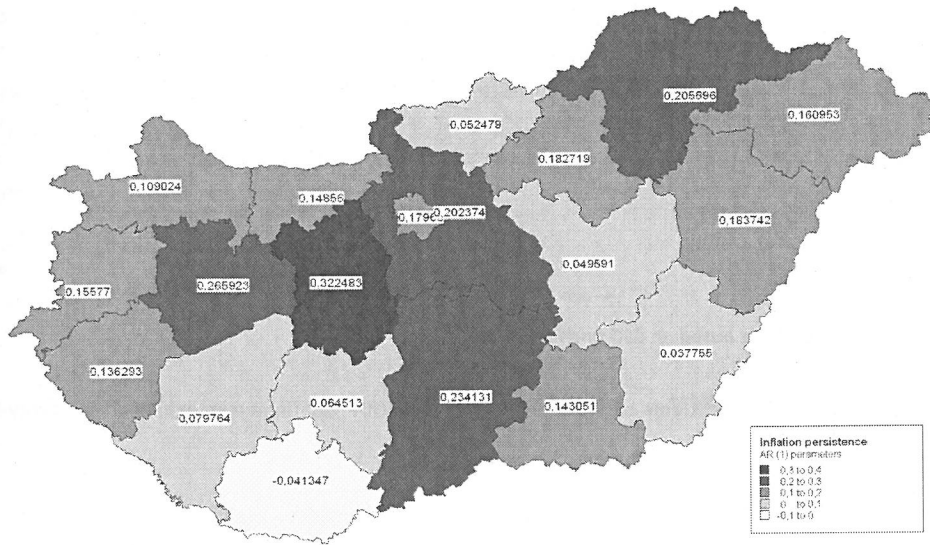 0,052479
0,205696
0,160953
0,182719
0,109024
0,14856
0,202374
0,183742
0,049591
0,15577
0,265923
0,322483
0,037755
0,136293
0,079764
0,064513
0,234131
0,143051
-0,041347
Inflation persistence
AR (1) parameters
0,3 to 0,4
0,2 to 0,3
0,1 to 0,2
0 to 0,1
-0,1 to 0